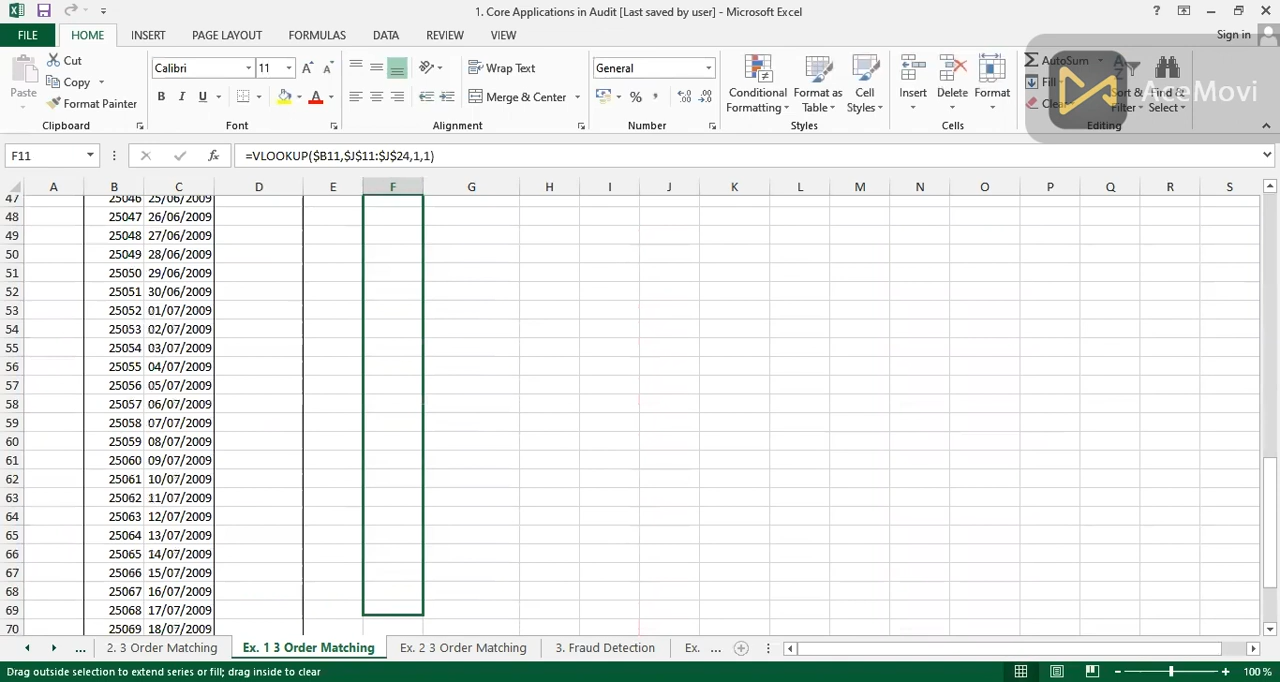 1. Core Applications in Audit [Last saved by user] - Microsoft Excel
?
FILE HOME INSERT PAGE LAYOUT FORMULAS DATA REVIEW VIEW Sign in
Paste Cut Copy Format Painter Clipboard
Calibri 11 B I U A A A Font
Wrap Text Merge & Center Alignment
General % , Number
Conditional Formatting Format as Table Cell Styles Styles
Insert Delete Format Cells
AutoSum Fill Clear Sort & Filter Find & Select Editing
AceMovi
F11 fx =VLOOKUP($B11,$J$11:$J$24,1,1)
A B C D E F G H I J K L M N O P Q R S
47 25046 25/06/2009
48 25047 26/06/2009
49 25048 27/06/2009
50 25049 28/06/2009
51 25050 29/06/2009
52 25051 30/06/2009
53 25052 01/07/2009
54 25053 02/07/2009
55 25054 03/07/2009
56 25055 04/07/2009
57 25056 05/07/2009
58 25057 06/07/2009
59 25058 07/07/2009
60 25059 08/07/2009
61 25060 09/07/2009
62 25061 10/07/2009
63 25062 11/07/2009
64 25063 12/07/2009
65 25064 13/07/2009
66 25065 14/07/2009
67 25066 15/07/2009
68 25067 16/07/2009
69 25068 17/07/2009
70 25069 18/07/2009
... 2. 3 Order Matching Ex. 1 3 Order Matching Ex. 2 3 Order Matching 3. Fraud Detection Ex. ...
Drag outside selection to extend series or fill; drag inside to clear 100 %